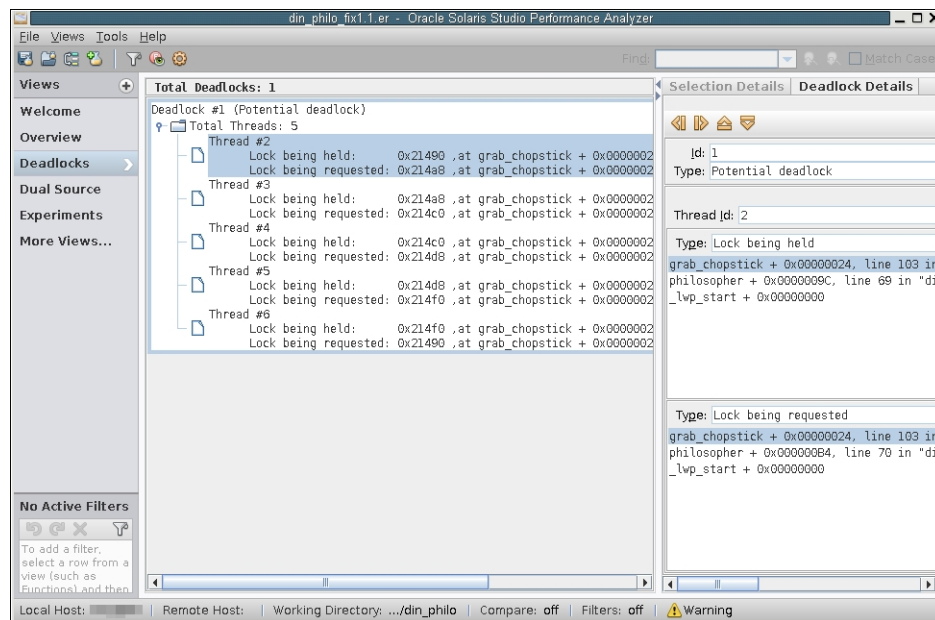 din_philo_fix1.1.er - Oracle Solaris Studio Performance Analyzer
File Views Tools Help
Find: Match Case
Views
Welcome
Overview
Deadlocks
Dual Source
Experiments
More Views...
No Active Filters
To add a filter,
select a row from a
view (such as
Functions) and then
Total Deadlocks: 1
Deadlock #1 (Potential deadlock)
Total Threads: 5
Thread #2
Lock being held: 0x21490 ,at grab_chopstick + 0x0000002
Lock being requested: 0x214a8 ,at grab_chopstick + 0x0000002
Thread #3
Lock being held: 0x214a8 ,at grab_chopstick + 0x0000002
Lock being requested: 0x214c0 ,at grab_chopstick + 0x0000002
Thread #4
Lock being held: 0x214c0 ,at grab_chopstick + 0x0000002
Lock being requested: 0x214d8 ,at grab_chopstick + 0x0000002
Thread #5
Lock being held: 0x214d8 ,at grab_chopstick + 0x0000002
Lock being requested: 0x214f0 ,at grab_chopstick + 0x0000002
Thread #6
Lock being held: 0x214f0 ,at grab_chopstick + 0x0000002
Lock being requested: 0x21490 ,at grab_chopstick + 0x0000002
Selection Details Deadlock Details
Id: 1
Type: Potential deadlock
Thread Id: 2
Type: Lock being held
grab_chopstick + 0x00000024, line 103 in
philosopher + 0x0000009C, line 69 in "di
_lwp_start + 0x00000000
Type: Lock being requested
grab_chopstick + 0x00000024, line 103 in
philosopher + 0x000000B4, line 70 in "di
_lwp_start + 0x00000000
Local Host: Remote Host: Working Directory: .../din_philo Compare: off Filters: off Warning